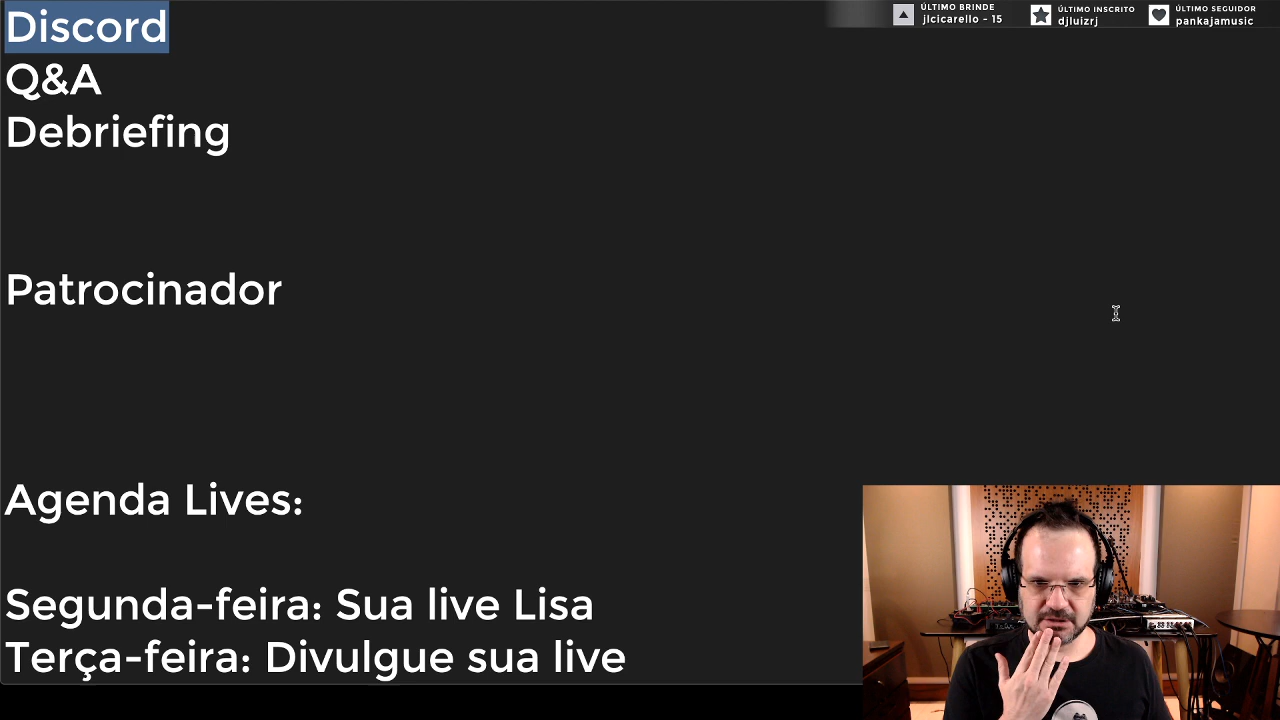 Discord
Q&A
Debriefing
Patrocinador
Agenda Lives:
Segunda-feira: Sua live Lisa
Terça-feira: Divulgue sua live
ÚLTIMO BRINDE
jlcicarello - 15
ÚLTIMO INSCRITO
djluizrj
ÚLTIMO SEGUIDOR
pankajamusic